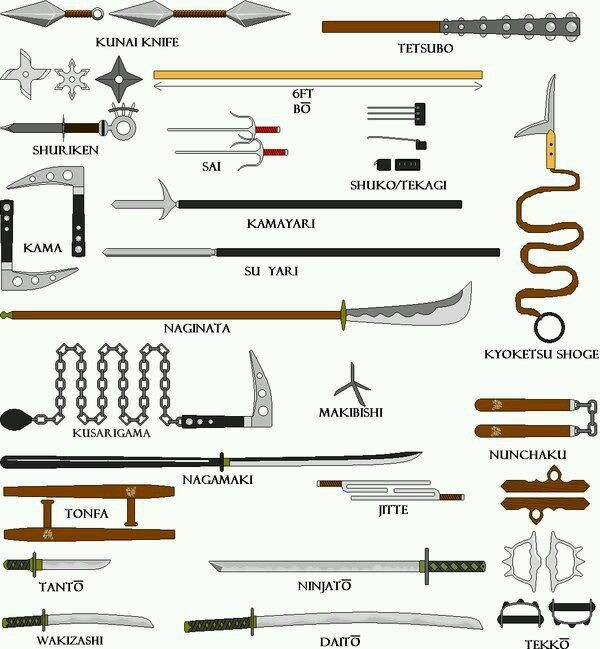 KUNAI KNIFE
TETSUBO
6FT
BŌ
SHURIKEN
SAI
SHUKO/TEKAGI
KAMA
KAMAYARI
SU YARI
NAGINATA
KYOKETSU SHOGE
KUSARIGAMA
MAKIBISHI
NUNCHAKU
NAGAMAKI
TONFA
JITTE
TANTŌ
NINJATŌ
WAKIZASHI
DAITŌ
TEKKŌ